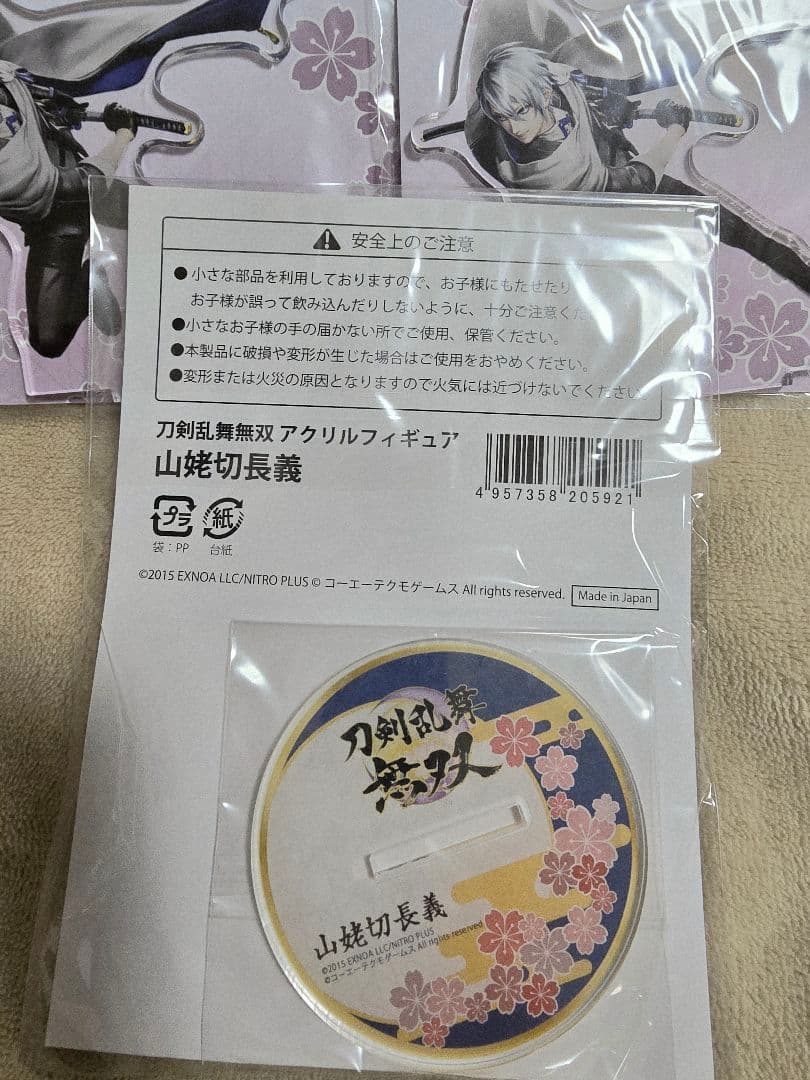 安全上のご注意
●小さな部品を利用しておりますので、お子様にもたせたり
お子様が誤って飲み込んだりしないように、十分ご注意くだ
●小さなお子様の手の届かない所でご使用、保管ください。
●本製品に破損や変形が生じた場合はご使用をおやめください。
●変形または火災の原因となりますので火気には近づけないでください。
刀剣乱舞無双 アクリルフィギュア
山姥切長義
4 957358 205921
プラ 紙
袋：PP 台紙
©2015 EXNOA LLC/NITRO PLUS © コーエーテクモゲームス All rights reserved.
Made in Japan
刀剣乱舞
無双
山姥切長義
©2015 EXNOA LLC/NITRO PLUS
©コーエーテクモゲームス All rights reserved.